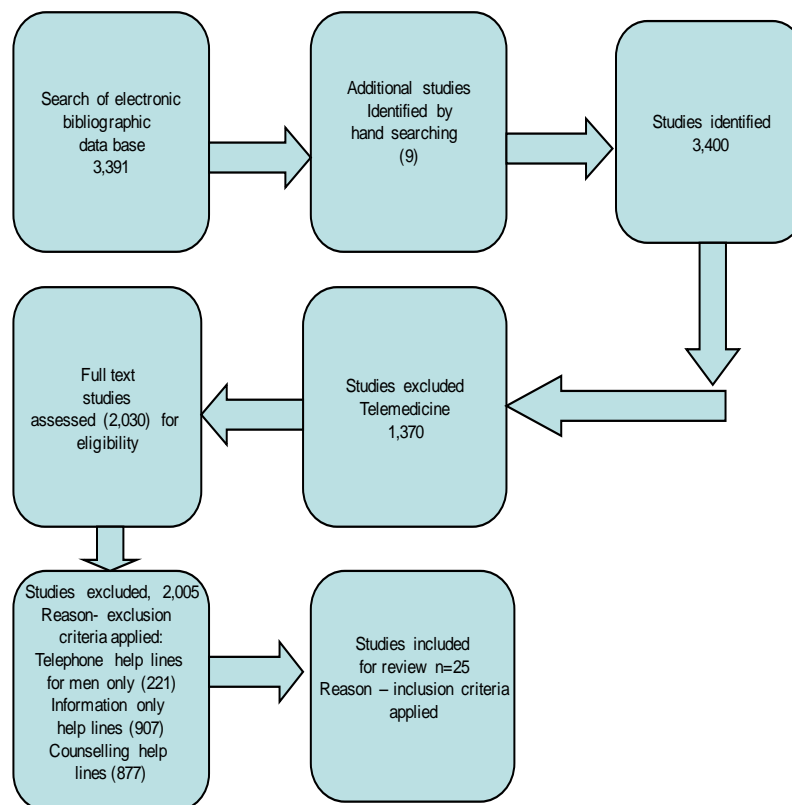 Search of electronic
bibliographic
data base
3,391
Additional studies
Identified by
hand searching
(9)
Studies identified
3,400
Studies excluded
Telemedicine
1,370
Full text
studies
assessed (2,030) for
eligibility
Studies excluded, 2,005
Reason- exclusion
criteria applied:
Telephone help lines
for men only (221)
Information only
help lines (907)
Counselling help
lines (877)
Studies included
for review n=25
Reason – inclusion criteria
applied